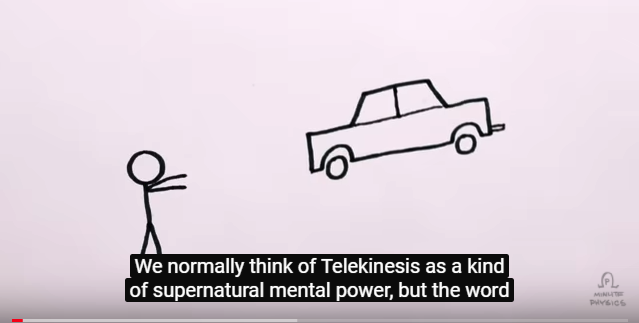 We normally think of Telekinesis as a kind
of supernatural mental power, but the word
MINUTE
PHYSICS